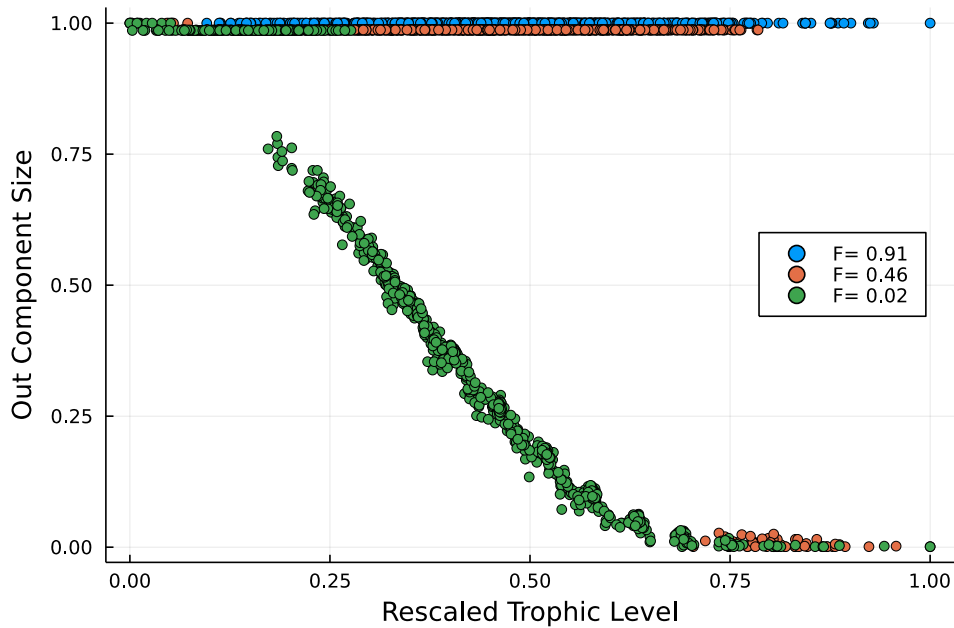 1.00
0.75
0.50
0.25
0.00
Out Component Size
F= 0.91
F= 0.46
F= 0.02
0.00 0.25 0.50 0.75 1.00
Rescaled Trophic Level